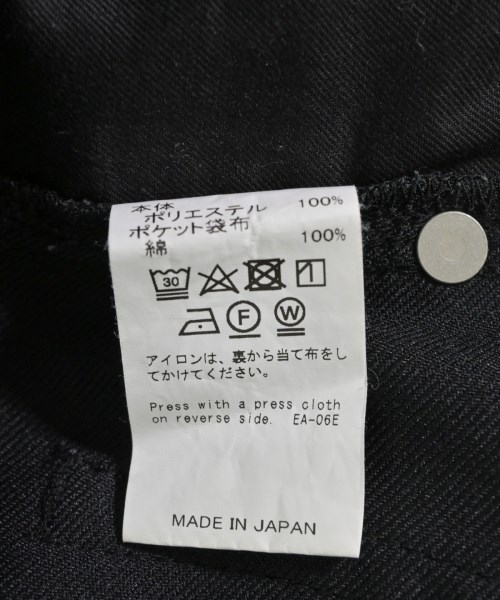 本体
ポリエステル 100%
ポケット袋布
綿 100%
30
F W
アイロンは、裏から当て布をし
てかけてください。
Press with a press cloth
on reverse side. EA-06E
MADE IN JAPAN